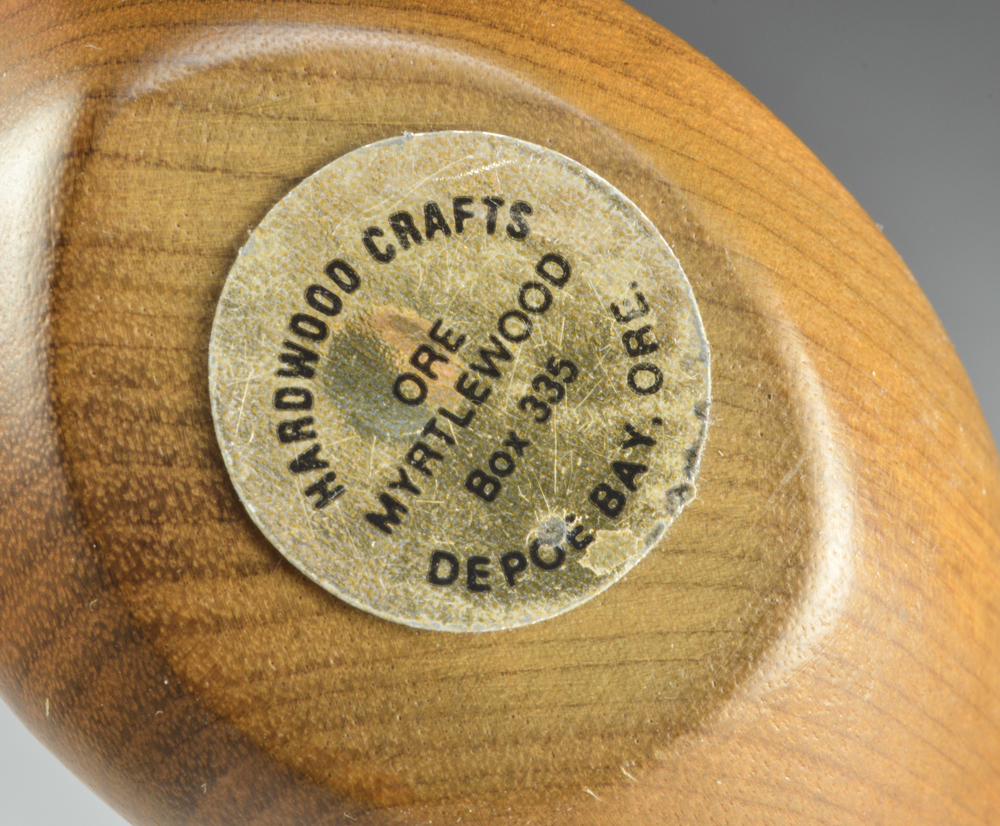 HARDWOOD CRAFTS
ORE
MYRTLEWOOD
Box 335
DEPOE BAY, ORE.